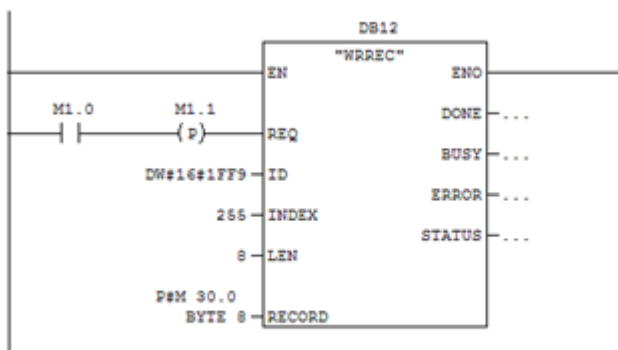 DB12
"WRREC"
EN ENO
M1.0 M1.1 DONE ...
P REQ
BUSY ...
DW#16#1FF9 ID
ERROR ...
255 INDEX
STATUS ...
8 LEN
P#M 30.0
BYTE 8 RECORD